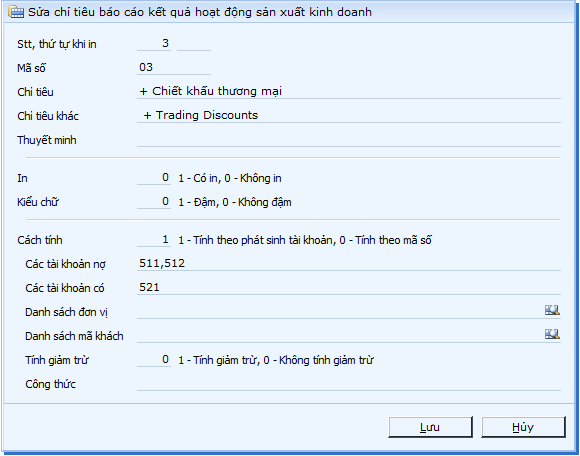 Sửa chỉ tiêu báo cáo kết quả hoạt động sản xuất kinh doanh
Stt, thứ tự khi in 3
Mã số 03
Chỉ tiêu + Chiết khấu thương mại
Chỉ tiêu khác + Trading Discounts
Thuyết minh
In 0 1 - Có in, 0 - Không in
Kiểu chữ 0 1 - Đậm, 0 - Không đậm
Cách tính 1 1 - Tính theo phát sinh tài khoản, 0 - Tính theo mã số
Các tài khoản nợ 511,512
Các tài khoản có 521
Danh sách đơn vị
Danh sách mã khách
Tính giảm trừ 0 1 - Tính giảm trừ, 0 - Không tính giảm trừ
Công thức
Lưu Hủy